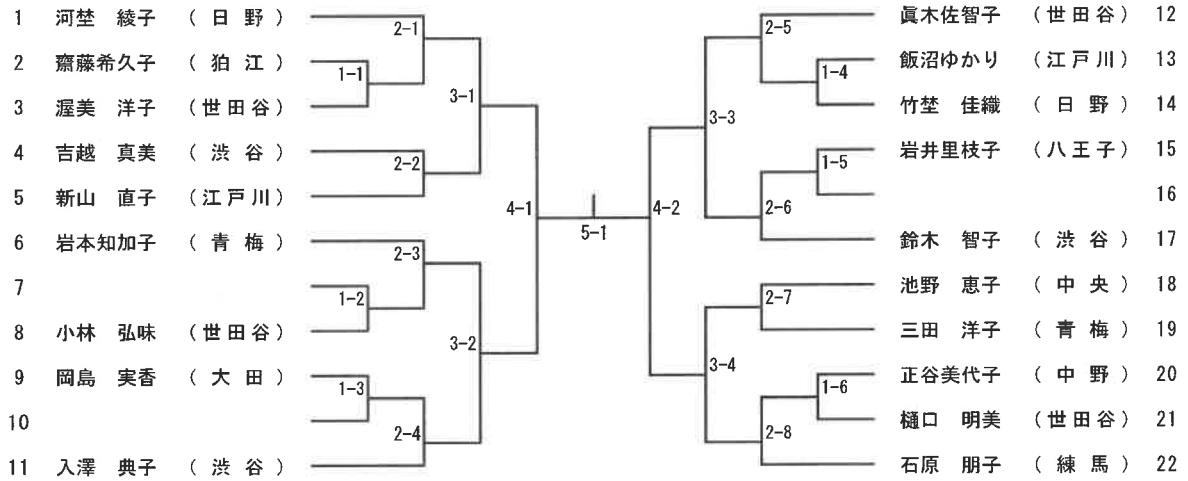 1 河埜 綾子 (日 野)
2 齋藤希久子 (狛 江)
3 渥美 洋子 (世田谷)
4 吉越 真美 (渋 谷)
5 新山 直子 (江戸川)
6 岩本知加子 (青 梅)
7
8 小林 弘味 (世田谷)
9 岡島 実香 (大 田)
10
11 入澤 典子 (渋 谷)
2-1
1-1
3-1
2-2
4-1
2-3
1-2
3-2
1-3
2-4
5-1
2-5
1-4
3-3
1-5
2-6
4-2
2-7
3-4
1-6
2-8
眞木佐智子 (世田谷) 12
飯沼ゆかり (江戸川) 13
竹埜 佳織 (日 野) 14
岩井里枝子 (八王子) 15
16
鈴木 智子 (渋 谷) 17
池野 恵子 (中 央) 18
三田 洋子 (青 梅) 19
正谷美代子 (中 野) 20
樋口 明美 (世田谷) 21
石原 朋子 (練 馬) 22